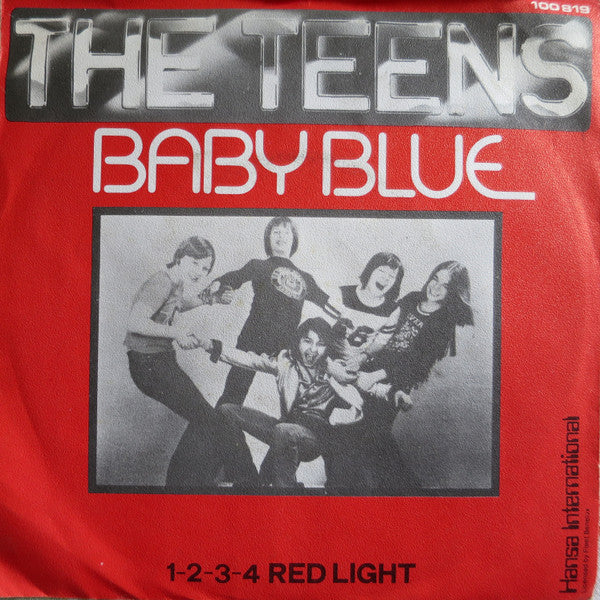 100 819
THE TEENS
BABY BLUE
1-2-3-4 RED LIGHT
Hansa International